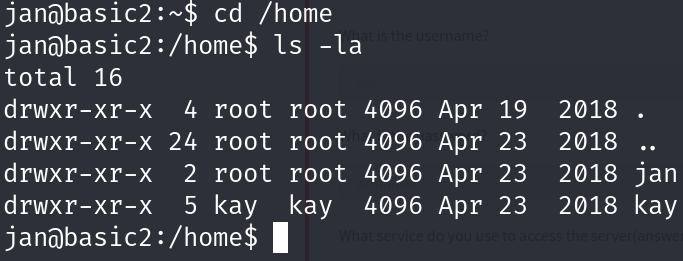 jan@basic2:~$ cd /home
jan@basic2:/home$ ls -la
What is the username?
total 16
drwxr-xr-x  4 root root 4096 Apr 19  2018 .
drwxr-xr-x 24 root root 4096 Apr 23  2018 ..
drwxr-xr-x  2 root root 4096 Apr 23  2018 jan
drwxr-xr-x  5 kay  kay  4096 Apr 23  2018 kay
jan@basic2:/home$
What service do you use to access the server(answe